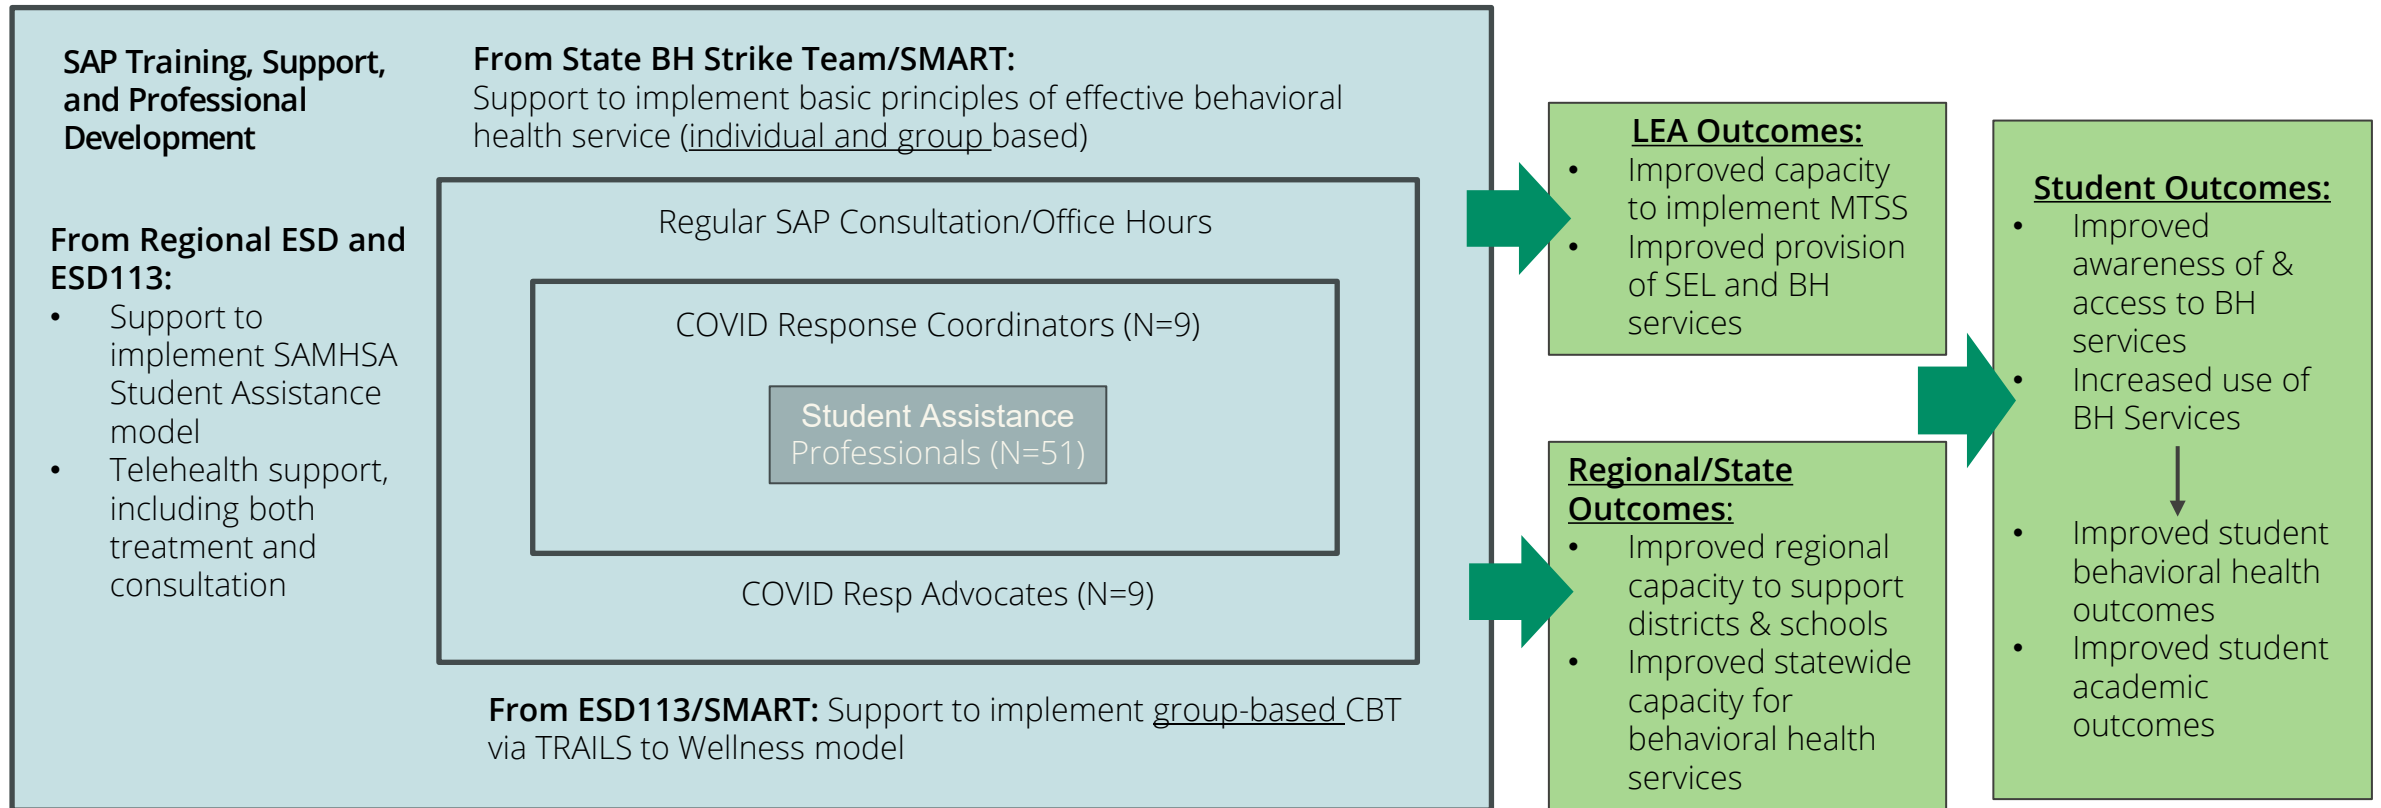 SAP Training, Support,
and Professional
Development
From State BH Strike Team/SMART:
Support to implement basic principles of effective behavioral
health service (individual and group based)
From Regional ESD and
ESD113:
• Support to
implement SAMHSA
Student Assistance
model
• Telehealth support,
including both
treatment and
consultation
Regular SAP Consultation/Office Hours
COVID Response Coordinators (N=9)
Student Assistance
Professionals (N=51)
COVID Resp Advocates (N=9)
From ESD113/SMART: Support to implement group-based CBT
via TRAILS to Wellness model
LEA Outcomes:
• Improved capacity
to implement MTSS
• Improved provision
of SEL and BH
services
Regional/State
Outcomes:
• Improved regional
capacity to support
districts & schools
• Improved statewide
capacity for
behavioral health
services
Student Outcomes:
• Improved
awareness of &
access to BH
services
• Increased use of
BH Services
• Improved student
behavioral health
outcomes
• Improved student
academic
outcomes